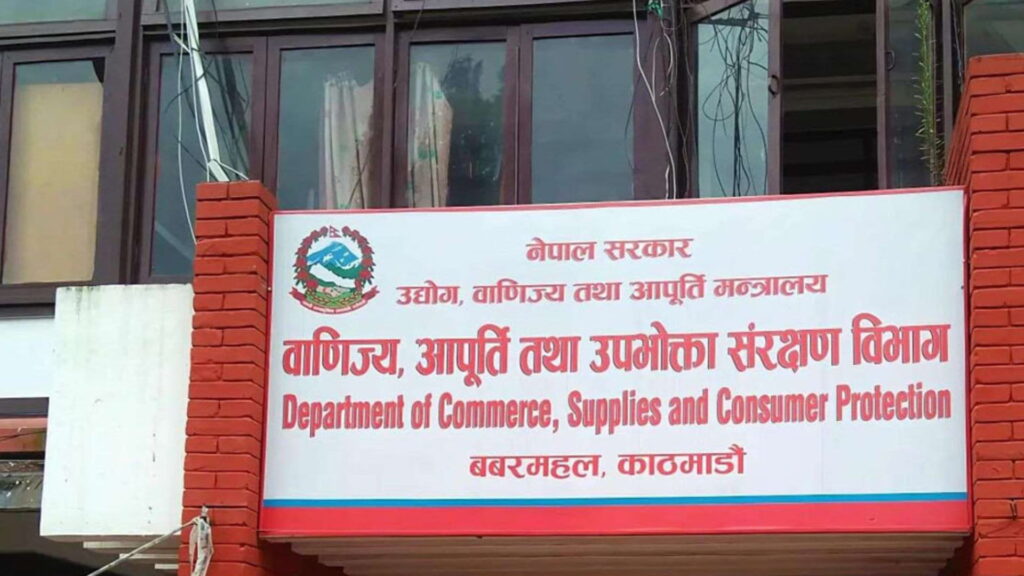 नेपाल सरकार
उद्योग, वाणिज्य तथा आपूर्ति मन्त्रालय
वाणिज्य, आपूर्ति तथा उपभोक्ता संरक्षण विभाग
Department of Commerce, Supplies and Consumer Protection
बबरमहल, काठमाडौं